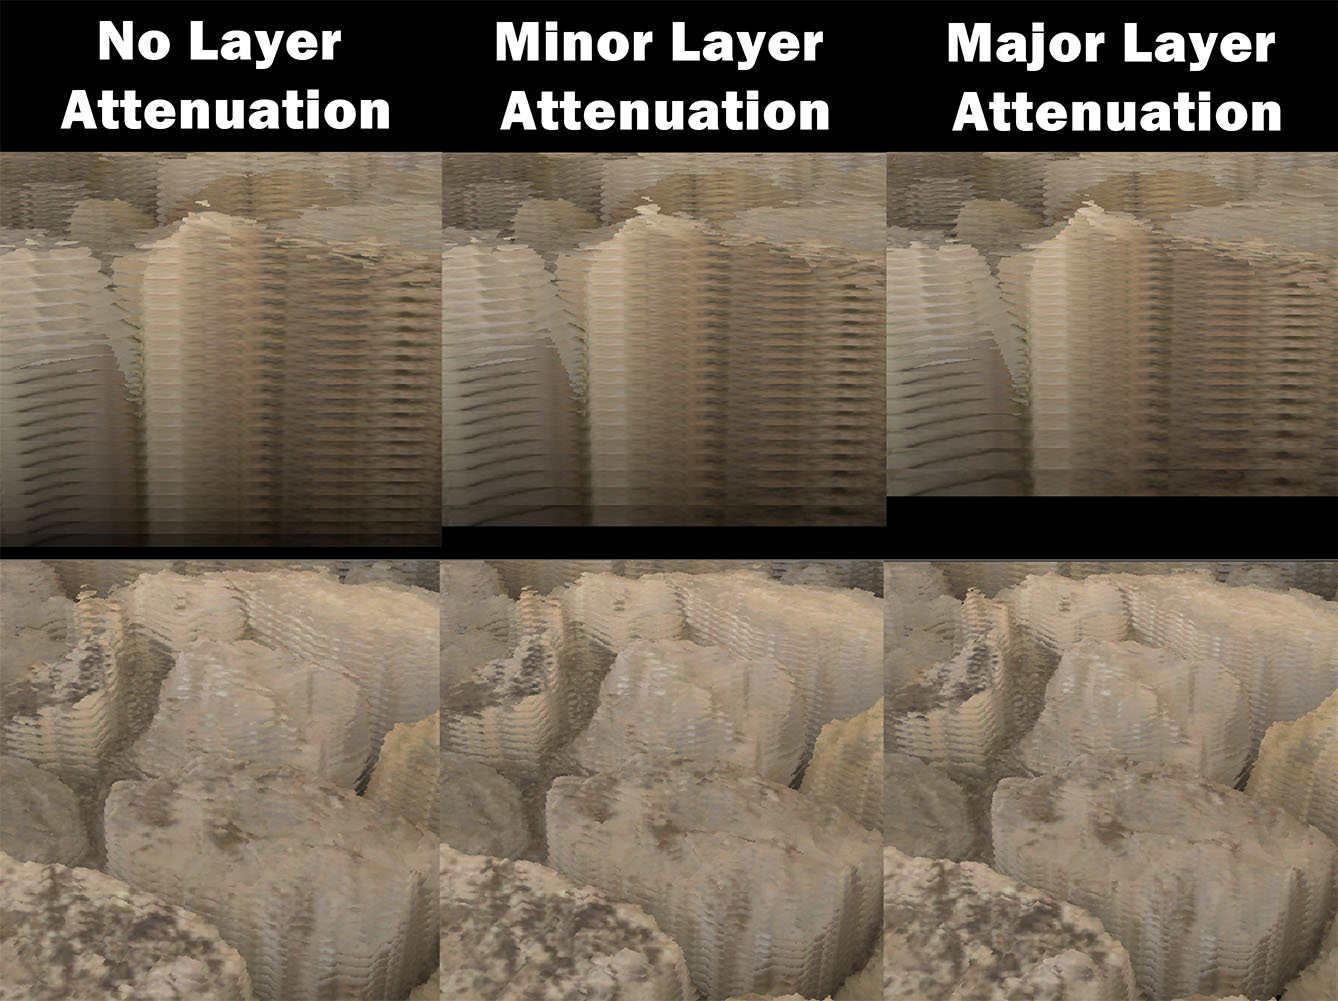 No Layer
Attenuation
Minor Layer
Attenuation
Major Layer
Attenuation